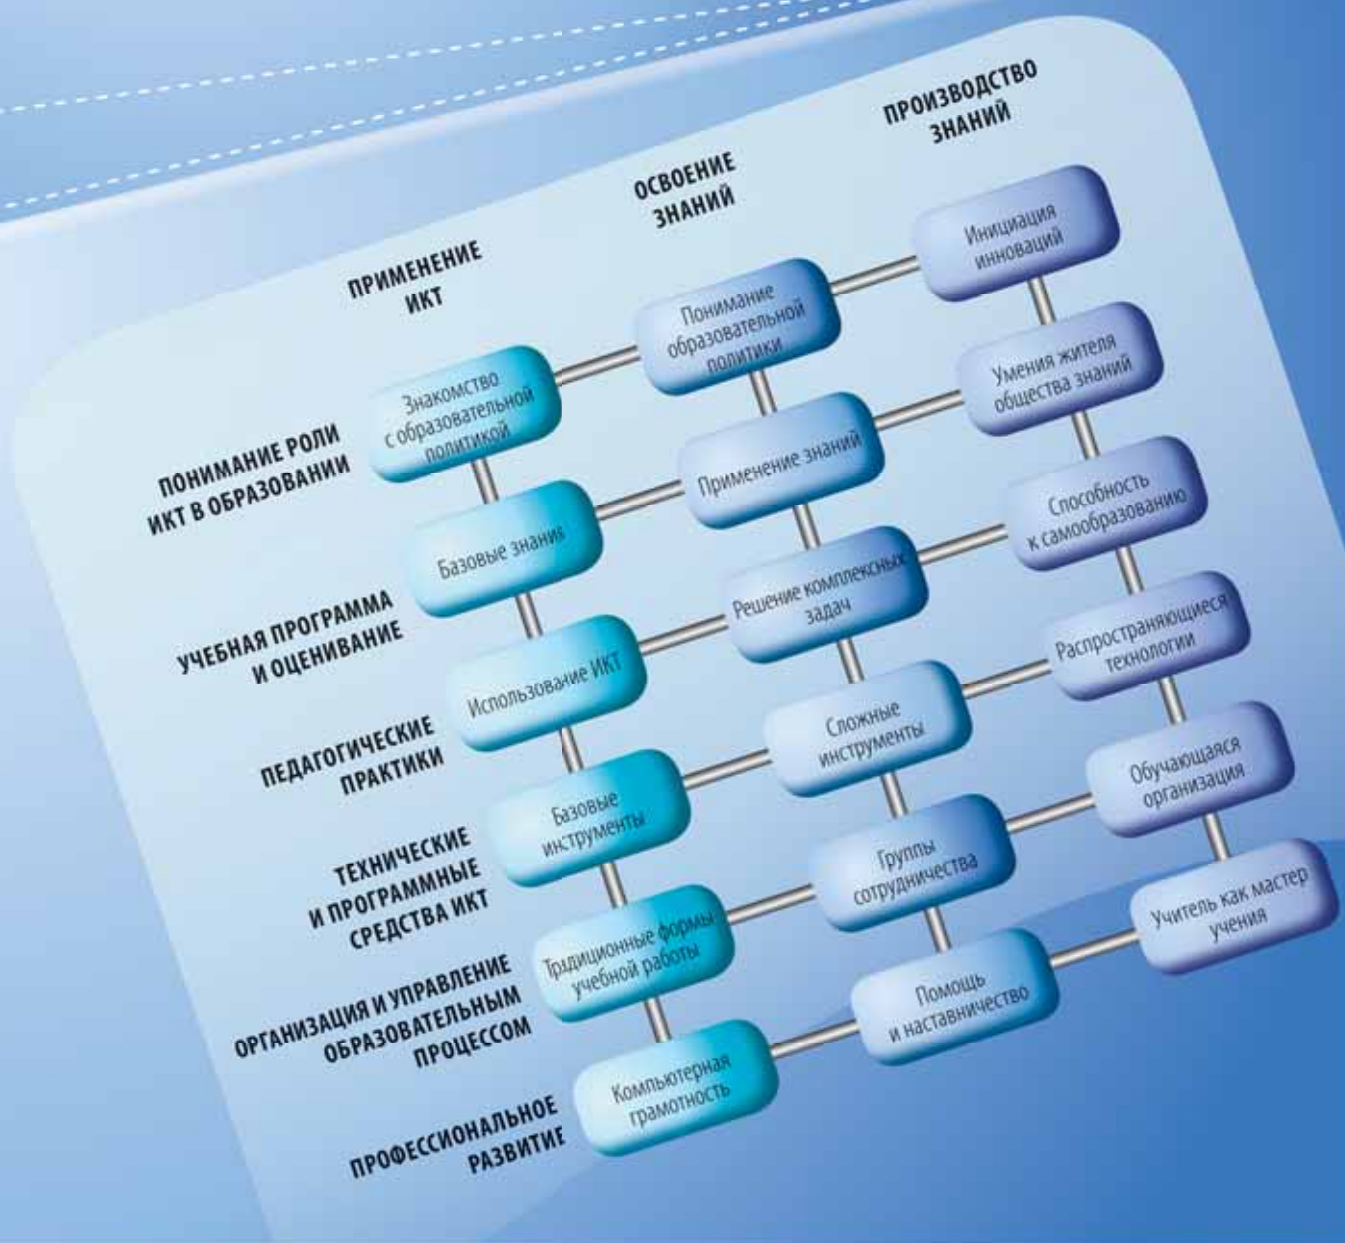 ПРИМЕНЕНИЕ
ИКТ
ОСВОЕНИЕ
ЗНАНИЙ
ПРОИЗВОДСТВО
ЗНАНИЙ
ПОНИМАНИЕ РОЛИ
ИКТ В ОБРАЗОВАНИИ
Знакомство
с образовательной
политикой
Понимание
образовательной
политики
Инициация
инноваций
УЧЕБНАЯ ПРОГРАММА
И ОЦЕНИВАНИЕ
Базовые знания
Применение знаний
Умения жителя
общества знаний
ПЕДАГОГИЧЕСКИЕ
ПРАКТИКИ
Использование ИКТ
Решение комплексных
задач
Способность
к самообразованию
ТЕХНИЧЕСКИЕ
И ПРОГРАММНЫЕ
СРЕДСТВА ИКТ
Базовые
инструменты
Сложные
инструменты
Распространяющиеся
технологии
ОРГАНИЗАЦИЯ И УПРАВЛЕНИЕ
ОБРАЗОВАТЕЛЬНЫМ
ПРОЦЕССОМ
Традиционные формы
учебной работы
Группы
сотрудничества
Обучающаяся
организация
ПРОФЕССИОНАЛЬНОЕ
РАЗВИТИЕ
Компьютерная
грамотность
Помощь
и наставничество
Учитель как мастер
учения